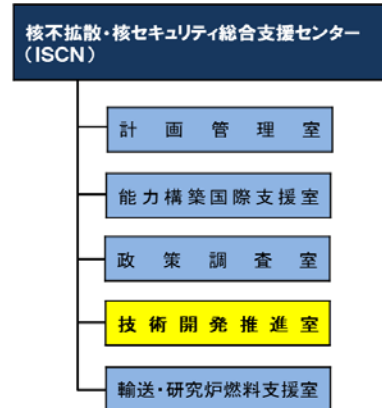 核不拡散・核セキュリティ総合支援センター
（ISCN）
計画管理室
能力構築国際支援室
政策調査室
技術開発推進室
輸送・研究炉燃料支援室